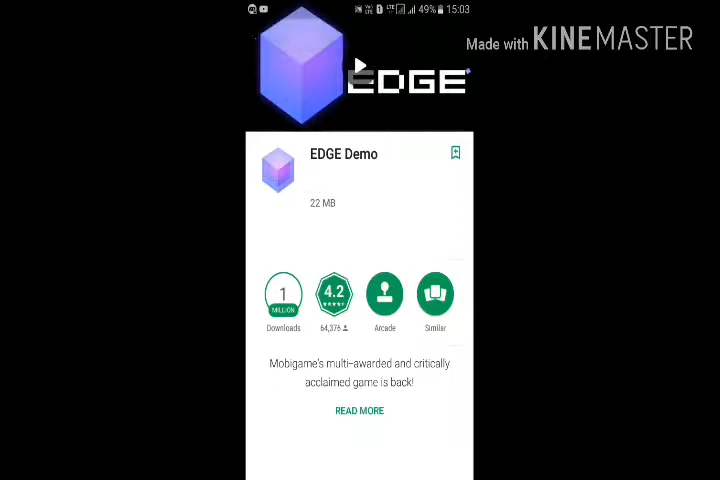 49% 15:03
Made with KINEMASTER
EDGE
EDGE Demo
22 MB
1
MILLION
Downloads
4.2
64,376
Arcade
Similar
Mobigame's multi-awarded and critically
acclaimed game is back!
READ MORE